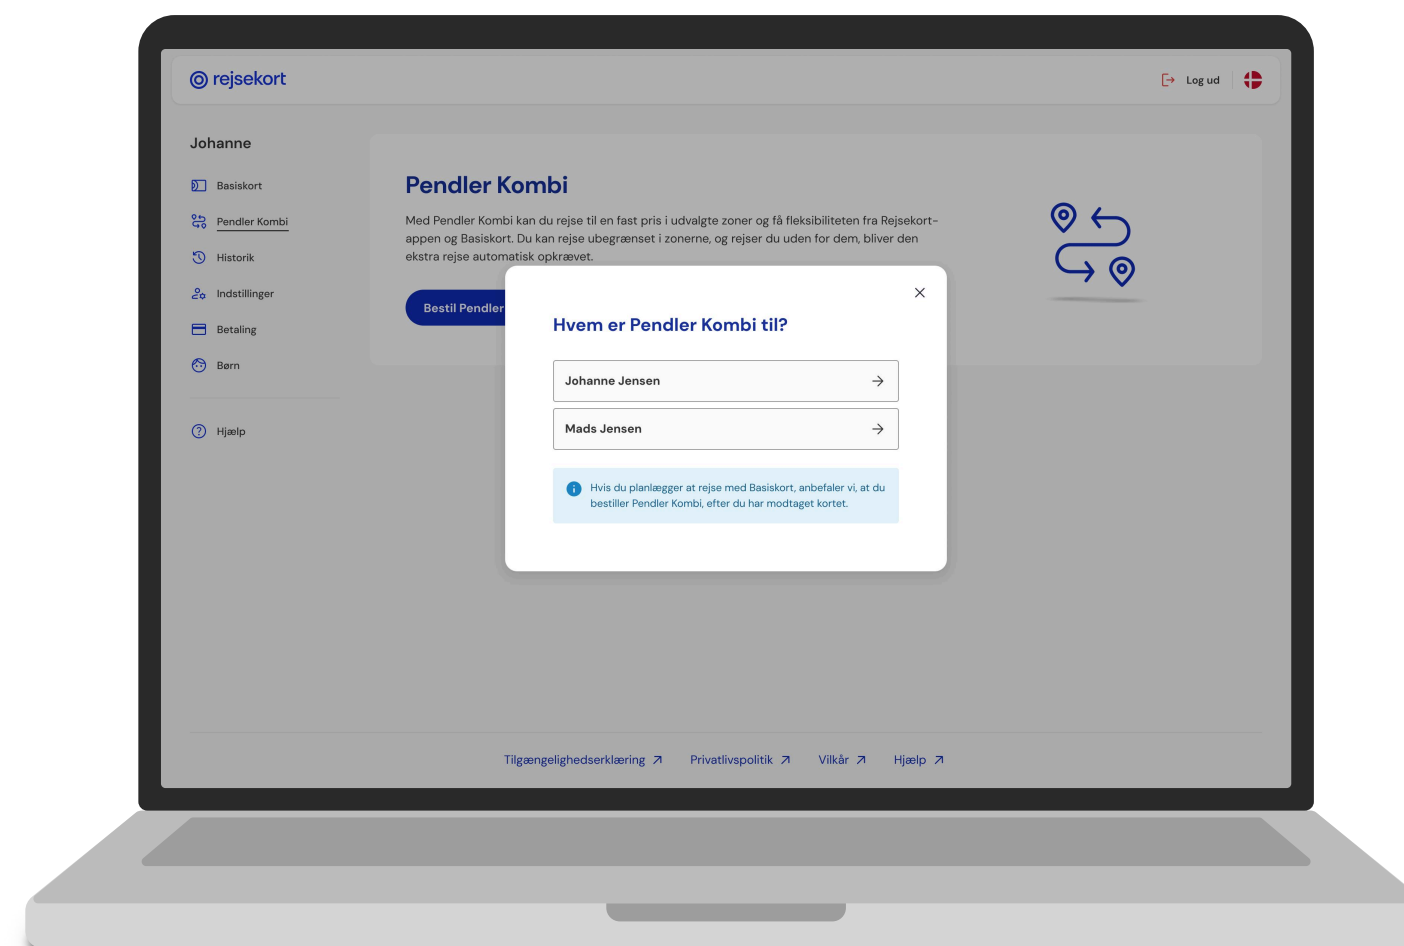 rejsekort
Log ud
Johanne
Basiskort
Pendler Kombi
Historik
Indstillinger
Betaling
Børn
Hjælp
Pendler Kombi
Med Pendler Kombi kan du rejse til en fast pris i udvalgte zoner og få fleksibiliteten fra Rejsekort-
appen og Basiskort. Du kan rejse ubegrænset i zonerne, og rejser du uden for dem, bliver den
ekstra rejse automatisk opkrævet.
Bestil Pendler
Hvem er Pendler Kombi til?
Johanne Jensen
Mads Jensen
Hvis du planlægger at rejse med Basiskort, anbefaler vi, at du
bestiller Pendler Kombi, efter du har modtaget kortet.
Tilgængelighedserklæring
Privatlivspolitik
Vilkår
Hjælp